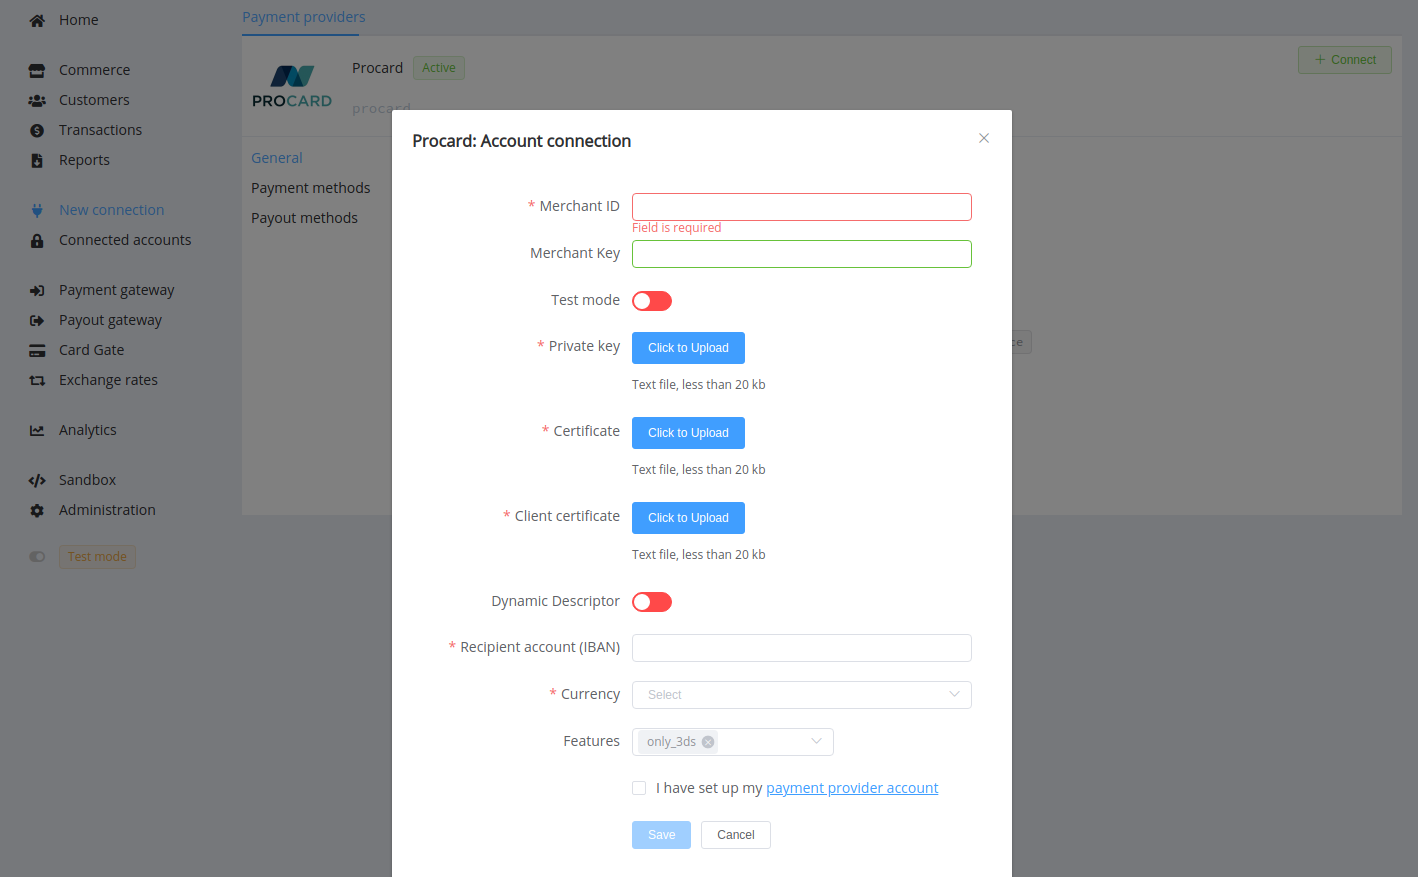 Home
Commerce
Customers
Transactions
Reports
New connection
Connected accounts
Payment gateway
Payout gateway
Card Gate
Exchange rates
Analytics
Sandbox
Administration
Test mode
Payment providers
PROCARD
Procard Active
procard
+ Connect
General
Payment methods
Payout methods
Procard: Account connection
* Merchant ID
Field is required
Merchant Key
Test mode
* Private key Click to Upload
Text file, less than 20 kb
* Certificate Click to Upload
Text file, less than 20 kb
* Client certificate Click to Upload
Text file, less than 20 kb
Dynamic Descriptor
* Recipient account (IBAN)
* Currency Select
Features only_3ds
I have set up my payment provider account
Save Cancel